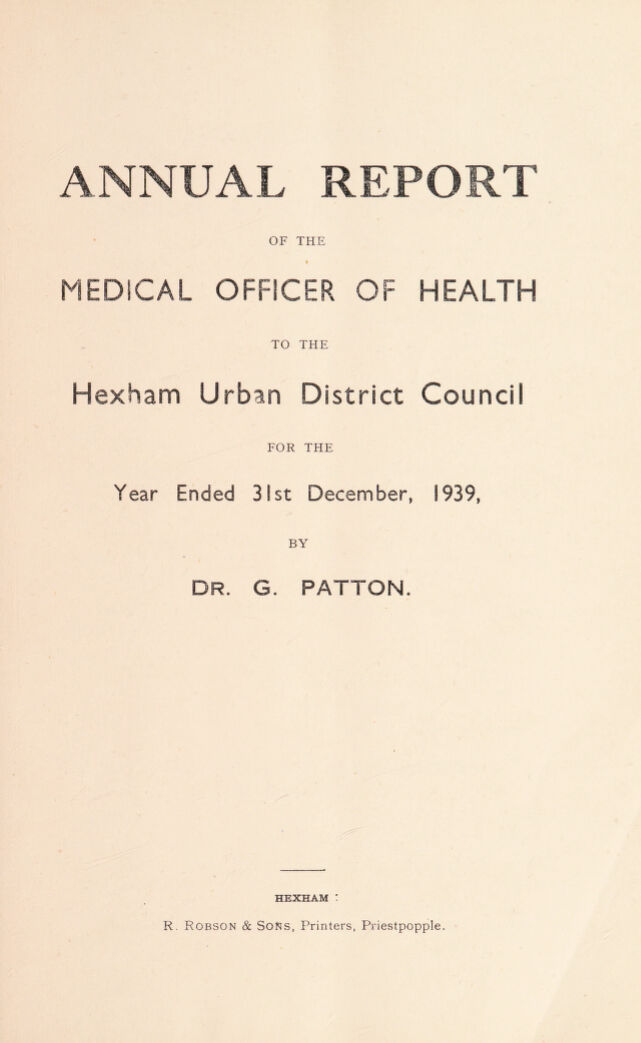 ANNUAL REPORT
OF THE
MEDICAL OFFICER OF HEALTH
TO THE
Hexham Urban District Council
FOR THE
Year Ended 31st December, 1939,
BY
DR. G. PATTON.
HEXHAM :
R. ROBSON & SONS, Printers, Priestpopple.